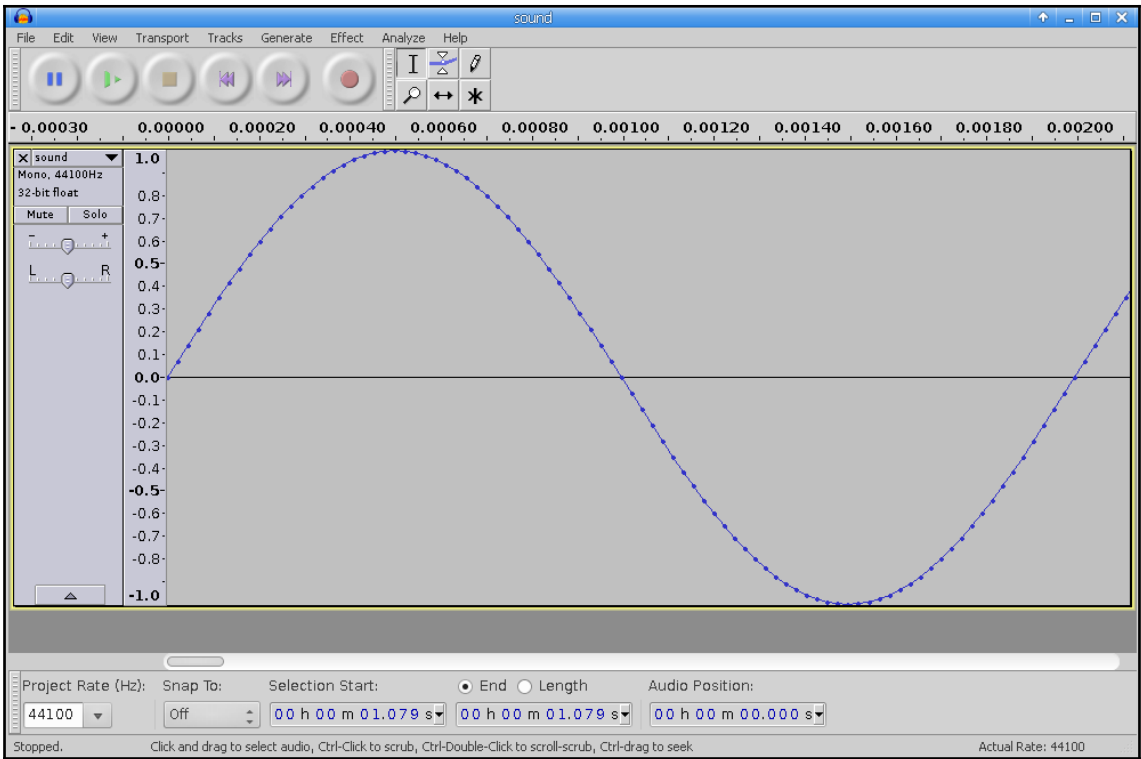 sound
File Edit View Transport Tracks Generate Effect Analyze Help
- 0.00030 0.00000 0.00020 0.00040 0.00060 0.00080 0.00100 0.00120 0.00140 0.00160 0.00180 0.00200
sound
Mono, 44100Hz
32-bit float
Mute Solo
- +
L R
1.0
0.8
0.7
0.6
0.5
0.4
0.3
0.2
0.1
0.0
-0.1
-0.2
-0.3
-0.4
-0.5
-0.6
-0.7
-0.8
-1.0
Project Rate (Hz): Snap To: Selection Start: End Length Audio Position:
44100 Off 00 h 00 m 01.079 s 00 h 00 m 01.079 s 00 h 00 m 00.000 s
Stopped. Click and drag to select audio, Ctrl-Click to scrub, Ctrl-Double-Click to scroll-scrub, Ctrl-drag to seek Actual Rate: 44100